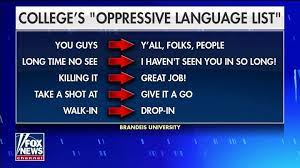 COLLEGE'S "OPPRESSIVE LANGUAGE LIST"
YOU GUYS Y'ALL, FOLKS, PEOPLE
LONG TIME NO SEE I HAVEN'T SEEN YOU IN SO LONG!
KILLING IT GREAT JOB!
TAKE A SHOT AT GIVE IT A GO
WALK-IN DROP-IN
BRANDEIS UNIVERSITY
FOX
NEWS
channel